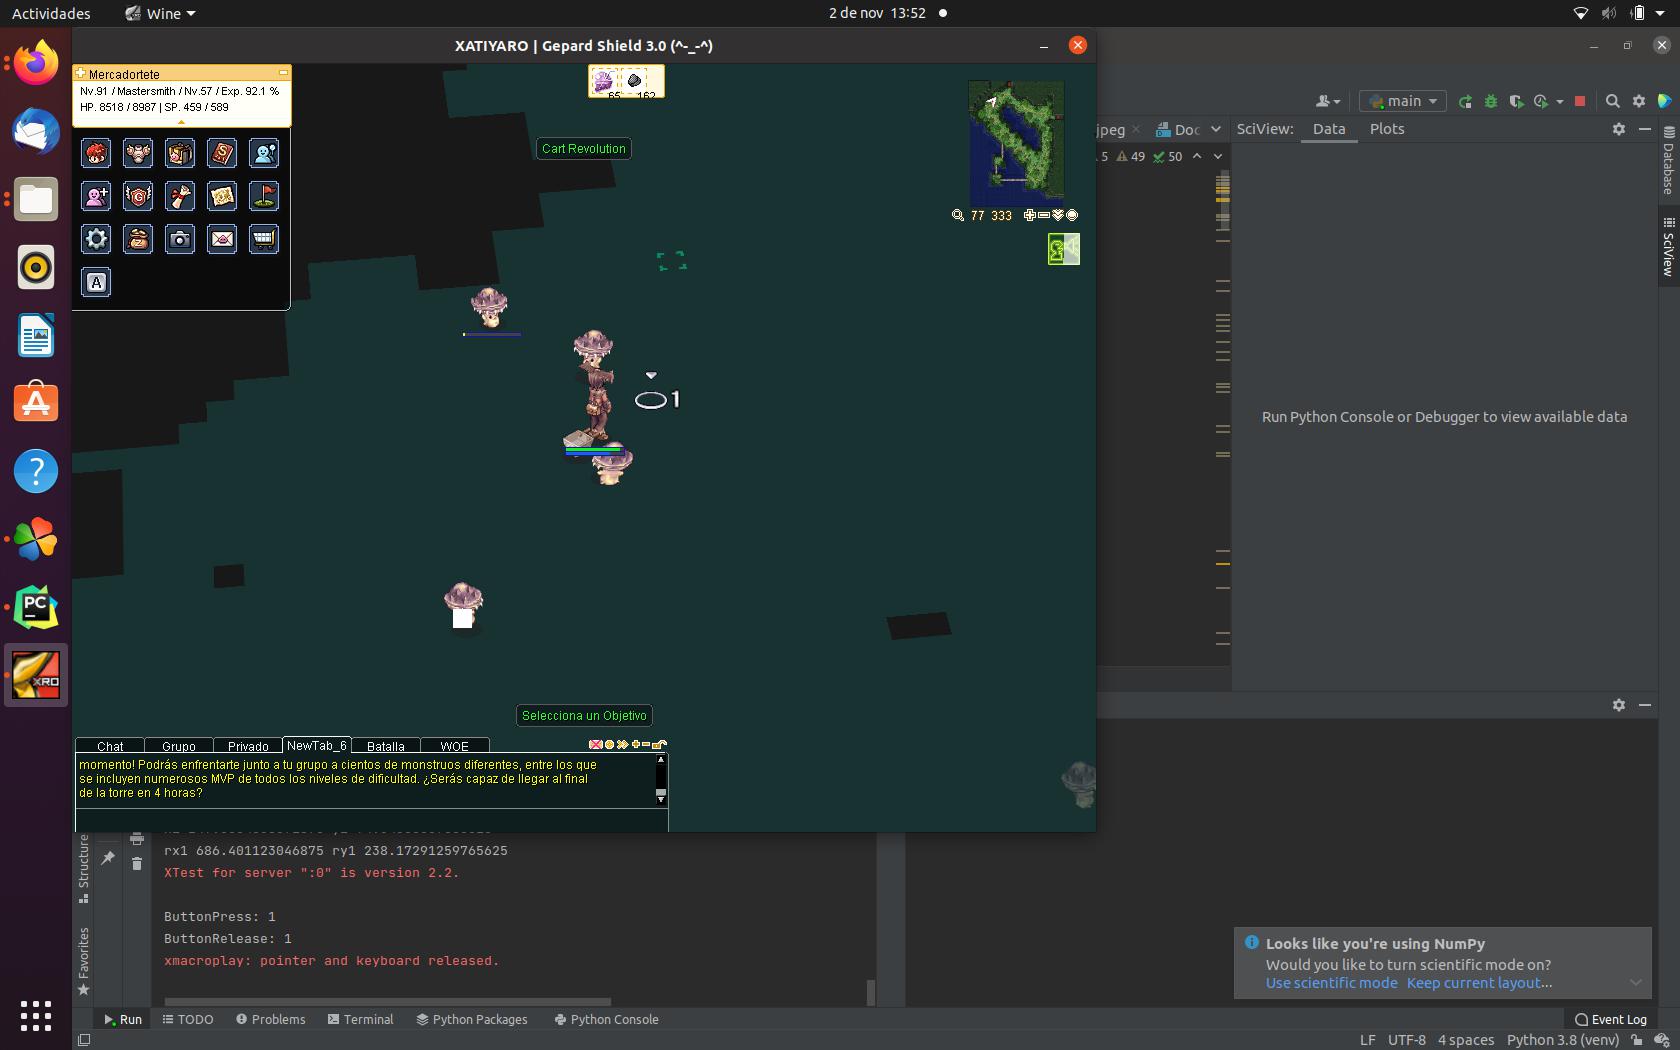 Actividades
Wine
2 de nov 13:52
XATIYARO | Gepard Shield 3.0 (^-_-^)
Mercadortete
Nv.91 / Mastersmith / Nv.57 / Exp. 92.1 %
HP. 8518 / 8987 | SP. 459 / 589
65 162
Cart Revolution
77 333
A
1
Selecciona un Objetivo
Chat
Grupo
Privado
NewTab_6
Batalla
WOE
momento! Podrás enfrentarte junto a tu grupo a cientos de monstruos diferentes, entre los que
se incluyen numerosos MVP de todos los niveles de dificultad. ¿Serás capaz de llegar al final
de la torre en 4 horas?
main
jpeg
Doc
SciView:
Data
Plots
5
49
50
Database
SciView
Run Python Console or Debugger to view available data
PC
XRO
rx1 686.401123046875 ry1 238.17291259765625
XTest for server ":0" is version 2.2.
ButtonPress: 1
ButtonRelease: 1
xmacroplay: pointer and keyboard released.
Structure
Favorites
Looks like you're using NumPy
Would you like to turn scientific mode on?
Use scientific mode
Keep current layout...
Run
TODO
Problems
Terminal
Python Packages
Python Console
Event Log
LF
UTF-8
4 spaces
Python 3.8 (venv)